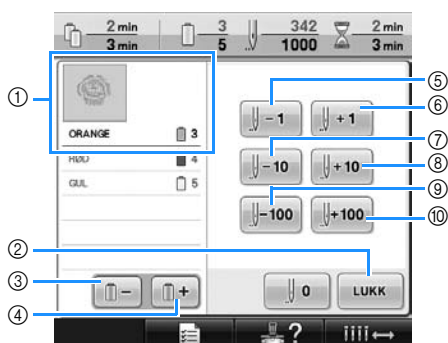 2 min 3 342 2 min
3 min 5 1000 3 min
① ⑤
⑥
ORANGE 3
- 1 + 1
RØD 4
⑦
GUL 5
- 10 + 10
⑧
⑨
-100 +100
⑩
②
③
- + 0 LUKK
④
?